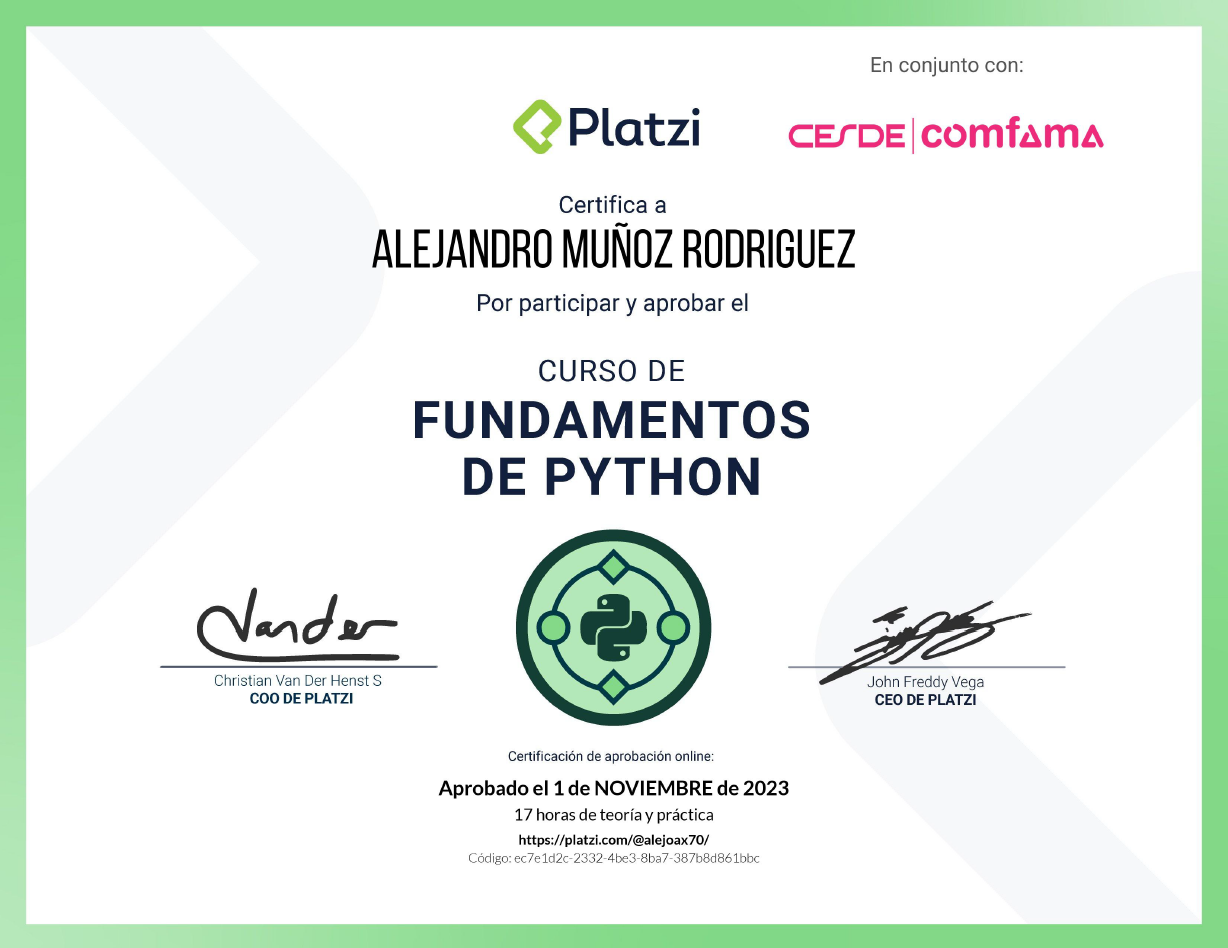 En conjunto con:
Platzi
CESDE | comfama
Certifica a
ALEJANDRO MUÑOZ RODRIGUEZ
Por participar y aprobar el
CURSO DE
FUNDAMENTOS
DE PYTHON
Vander
Christian Van Der Henst S
COO DE PLATZI
John Freddy Vega
CEO DE PLATZI
Certificación de aprobación online:
Aprobado el 1 de NOVIEMBRE de 2023
17 horas de teoría y práctica
https://platzi.com/@alejoax70/
Código: ec7e1d2c-2332-4be3-8ba7-387b8d861bbc